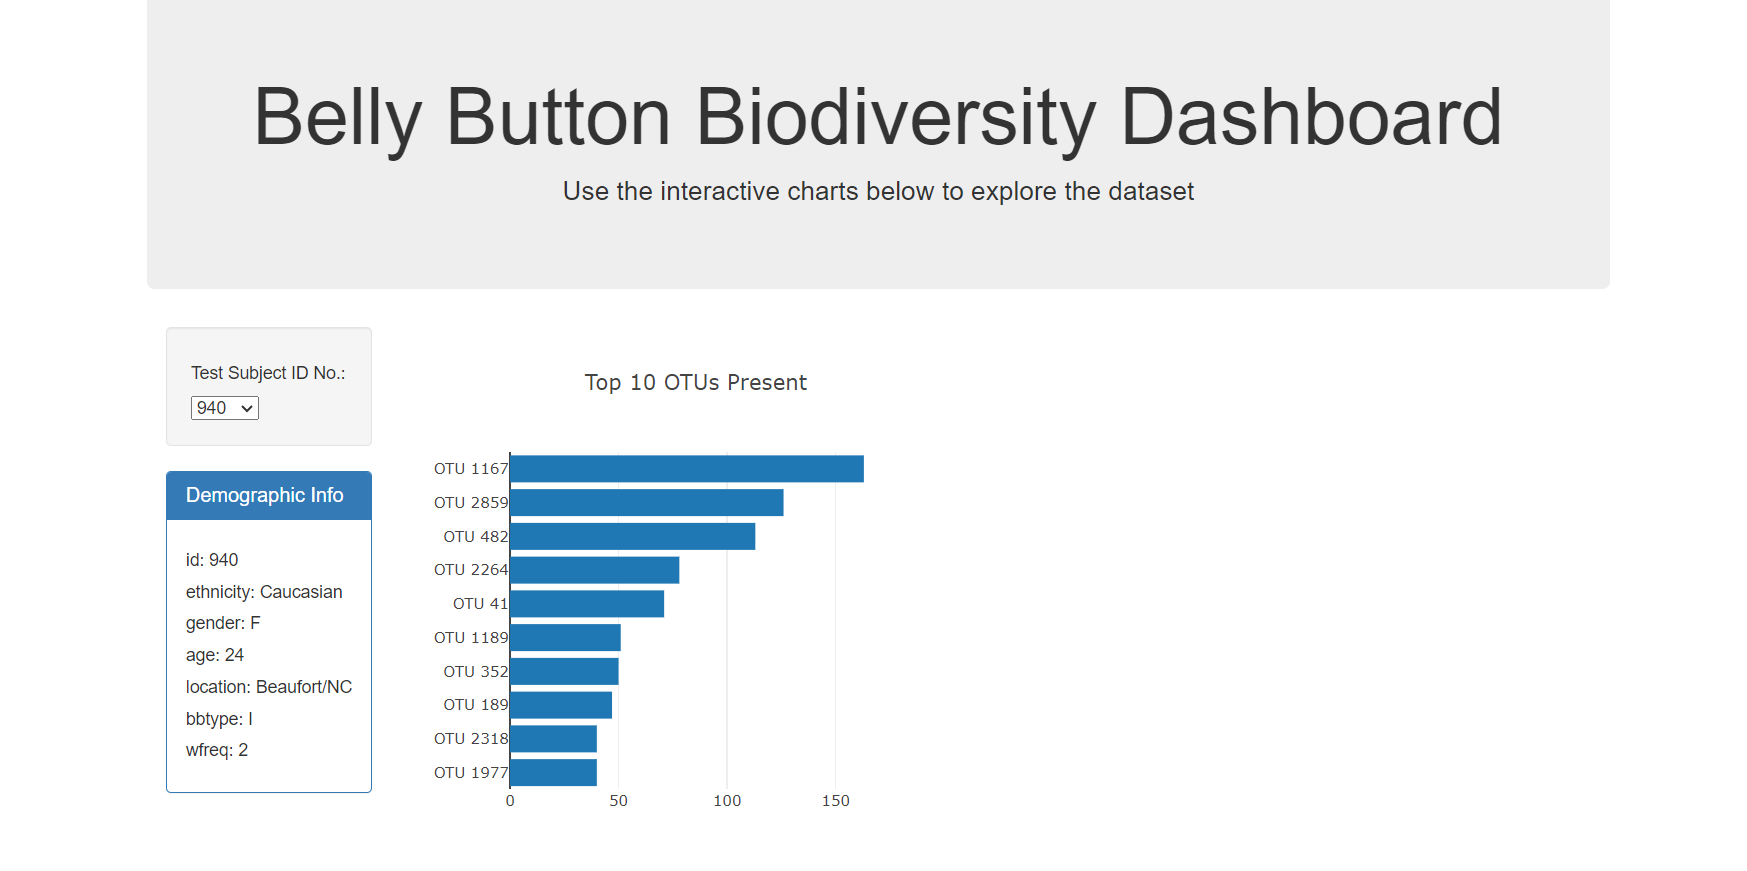 Belly Button Biodiversity Dashboard
Use the interactive charts below to explore the dataset
Test Subject ID No.:
940
Demographic Info
id: 940
ethnicity: Caucasian
gender: F
age: 24
location: Beaufort/NC
bbtype: I
wfreq: 2
Top 10 OTUs Present
OTU 1167
OTU 2859
OTU 482
OTU 2264
OTU 41
OTU 1189
OTU 352
OTU 189
OTU 2318
OTU 1977
0 50 100 150